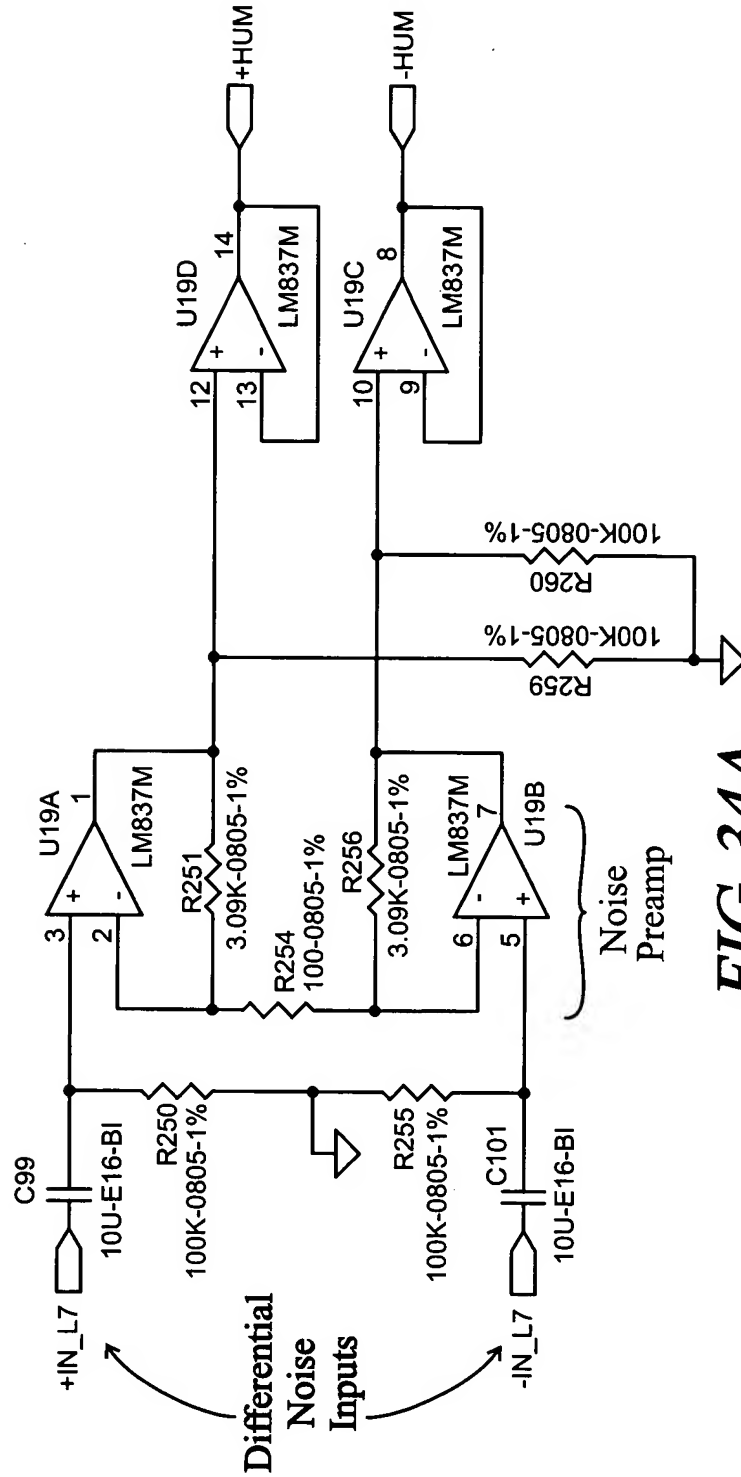 +IN_L7
Differential
Noise
Inputs
-IN_L7
C99
10U-E16-BI
R250
100K-0805-1%
R255
100K-0805-1%
C101
10U-E16-BI
3
2
+
-
U19A
1
LM837M
R251
3.09K-0805-1%
R254
100-0805-1%
R256
3.09K-0805-1%
6
5
-
+
LM837M
7
U19B
Noise
Preamp
R259
100K-0805-1%
R260
100K-0805-1%
12
13
+
-
U19D
14
LM837M
+HUM
10
9
+
-
U19C
8
LM837M
-HUM
FIG. 34A